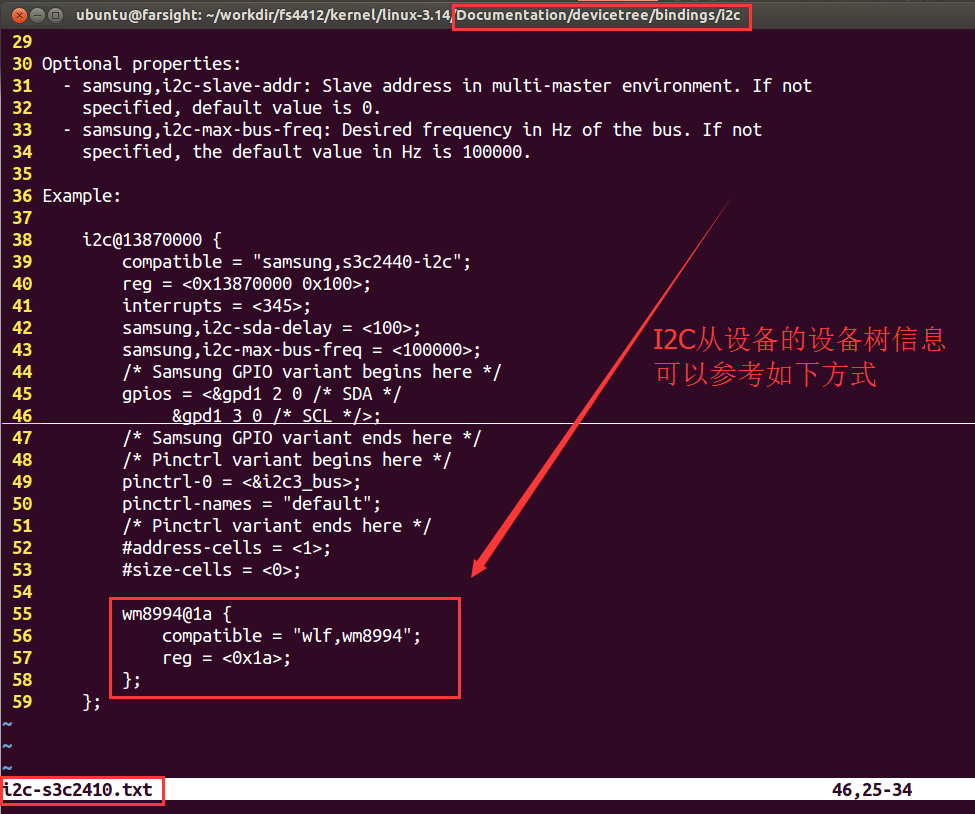 ubuntu@farsight: ~/workdir/fs4412/kernel/linux-3.14/Documentation/devicetree/bindings/i2c
29
30 Optional properties:
31   - samsung,i2c-slave-addr: Slave address in multi-master environment. If not
32     specified, default value is 0.
33   - samsung,i2c-max-bus-freq: Desired frequency in Hz of the bus. If not
34     specified, the default value in Hz is 100000.
35
36 Example:
37
38     i2c@13870000 {
39         compatible = "samsung,s3c2440-i2c";
40         reg = <0x13870000 0x100>;
41         interrupts = <345>;
42         samsung,i2c-sda-delay = <100>;
43         samsung,i2c-max-bus-freq = <100000>;
44         /* Samsung GPIO variant begins here */
45         gpios = <&gpd1 2 0 /* SDA */
46              &gpd1 3 0 /* SCL */>;
47         /* Samsung GPIO variant ends here */
48         /* Pinctrl variant begins here */
49         pinctrl-0 = <&i2c3_bus>;
50         pinctrl-names = "default";
51         /* Pinctrl variant ends here */
52         #address-cells = <1>;
53         #size-cells = <0>;
54
55         wm8994@1a {
56             compatible = "wlf,wm8994";
57             reg = <0x1a>;
58         };
59     };
~
~
~
I2C从设备的设备树信息
可以参考如下方式
i2c-s3c2410.txt 46,25-34